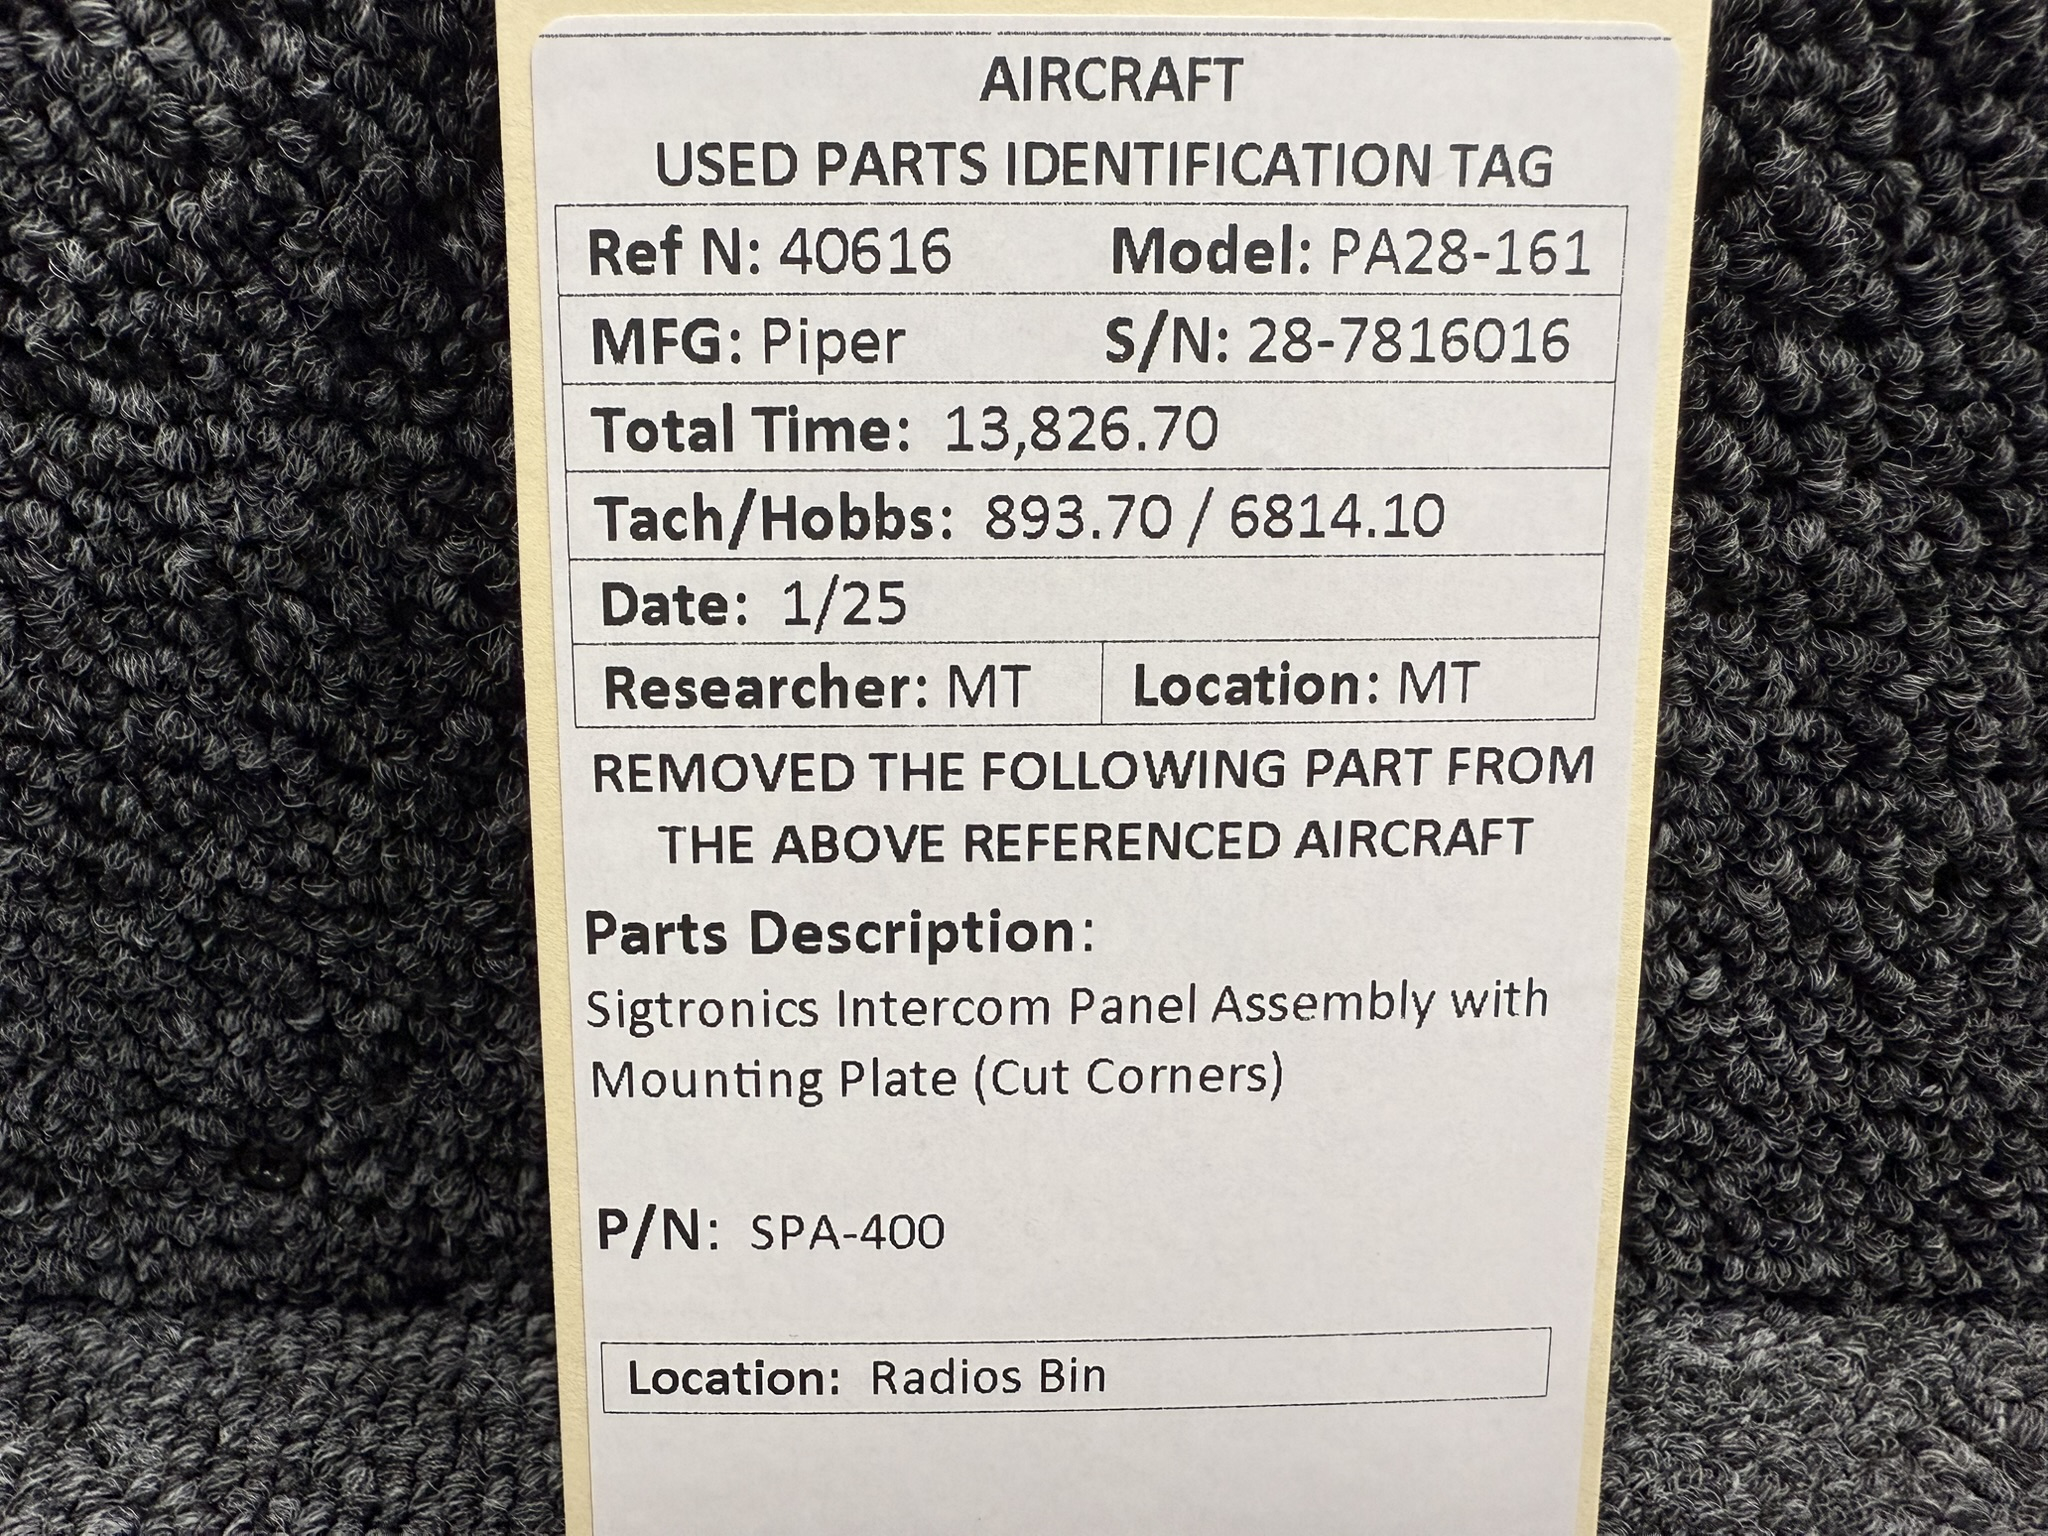 AIRCRAFT
USED PARTS IDENTIFICATION TAG
Ref N: 40616 Model: PA28-161
MFG: Piper S/N: 28-7816016
Total Time: 13,826.70
Tach/Hobbs: 893.70 / 6814.10
Date: 1/25
Researcher: MT Location: MT
REMOVED THE FOLLOWING PART FROM
THE ABOVE REFERENCED AIRCRAFT
Parts Description:
Sigtronics Intercom Panel Assembly with
Mounting Plate (Cut Corners)
P/N: SPA-400
Location: Radios Bin